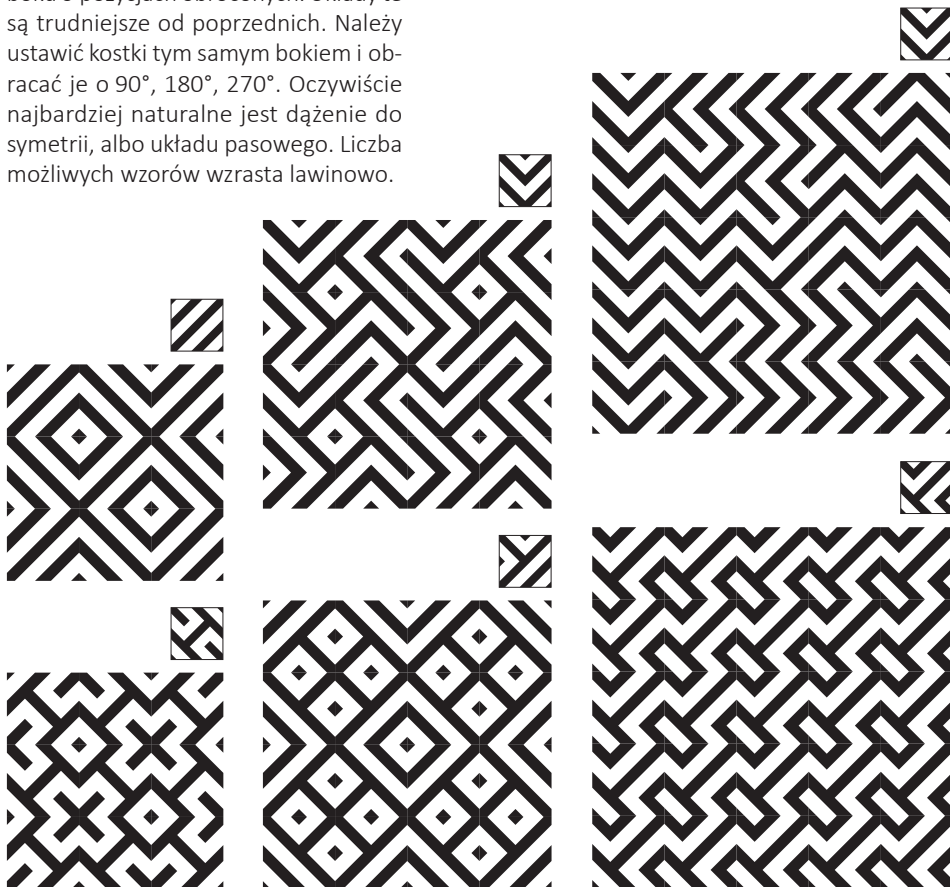 są trudniejsze od poprzednich. Należy
ustawić kostki tym samym bokiem i ob-
racać je o 90°, 180°, 270°. Oczywiście
najbardziej naturalne jest dążenie do
symetrii, albo układu pasowego. Liczba
możliwych wzorów wzrasta lawinowo.